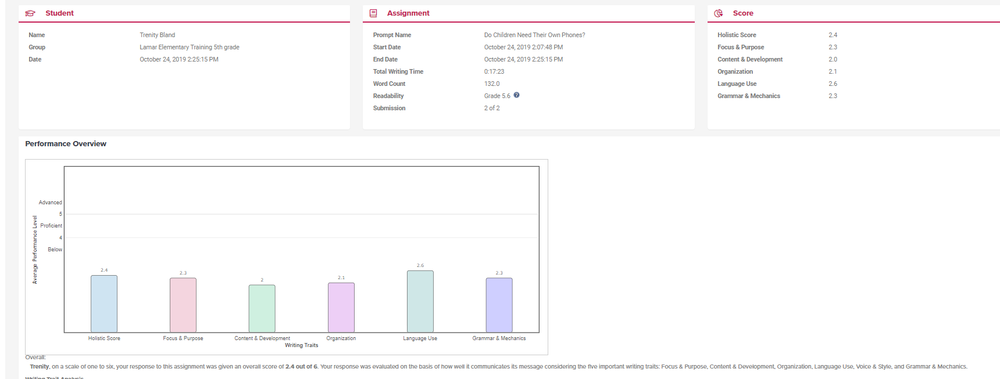 Student
Name Trenity Bland
Group Lamar Elementary Training 5th grade
Date October 24, 2019 2:25:15 PM
Assignment
Prompt Name Do Children Need Their Own Phones?
Start Date October 24, 2019 2:07:48 PM
End Date October 24, 2019 2:25:15 PM
Total Writing Time 0:17:23
Word Count 132.0
Readability Grade 5.6 ?
Submission 2 of 2
Score
Holistic Score 2.4
Focus & Purpose 2.3
Content & Development 2.0
Organization 2.1
Language Use 2.6
Grammar & Mechanics 2.3
Performance Overview
Average Performance Level
Advanced
5
Proficient
4
Below
2.4 2.3 2 2.1 2.6 2.3
Holistic Score Focus & Purpose Content & Development Organization Language Use Grammar & Mechanics
Writing Traits
Overall:
Trenity, on a scale of one to six, your response to this assignment was given an overall score of 2.4 out of 6. Your response was evaluated on the basis of how well it communicates its message considering the five important writing traits: Focus & Purpose, Content & Development, Organization, Language Use, Voice & Style, and Grammar & Mechanics.
Writing Trait Analysis